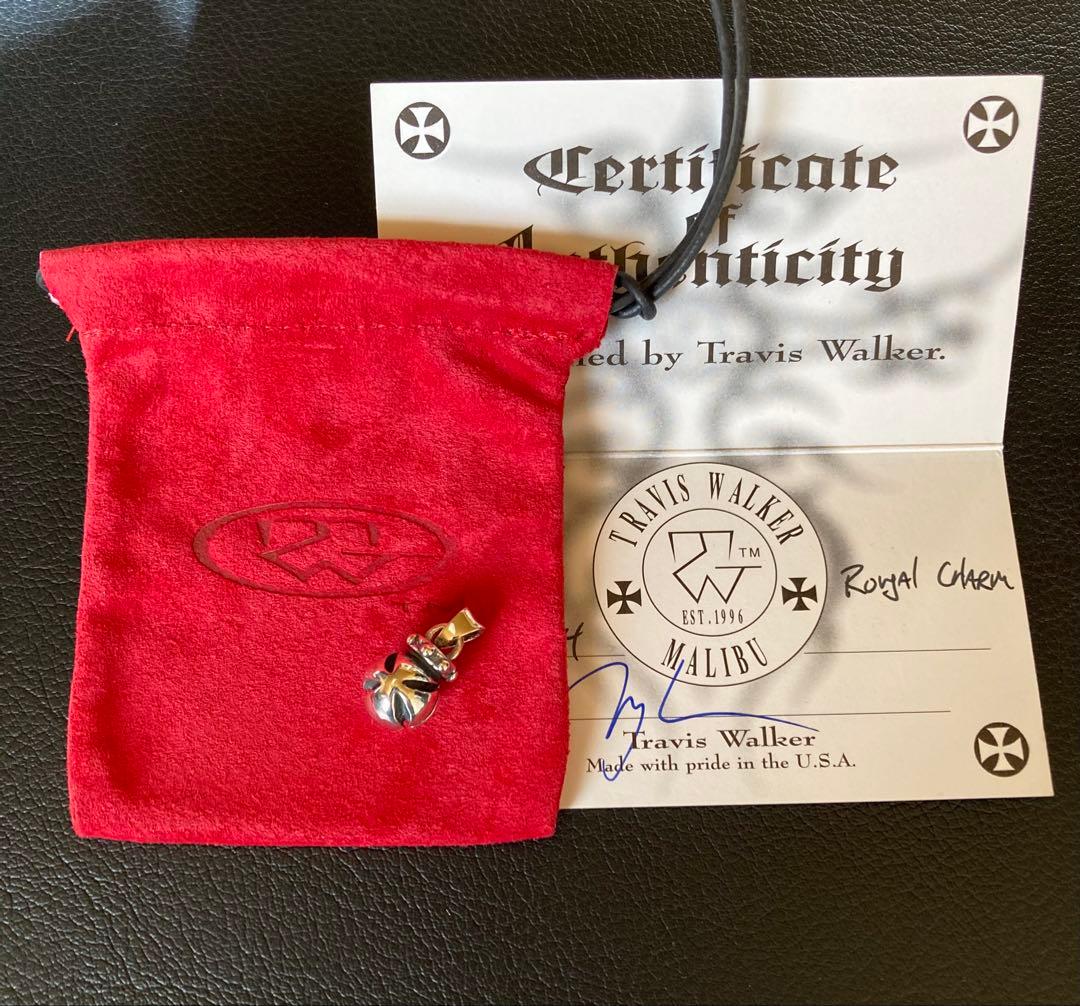 Certificate
of
Authenticity
by Travis Walker.
TRAVIS WALKER
TM
EST. 1996
MALIBU
Royal Charm
Travis Walker
Made with pride in the U.S.A.